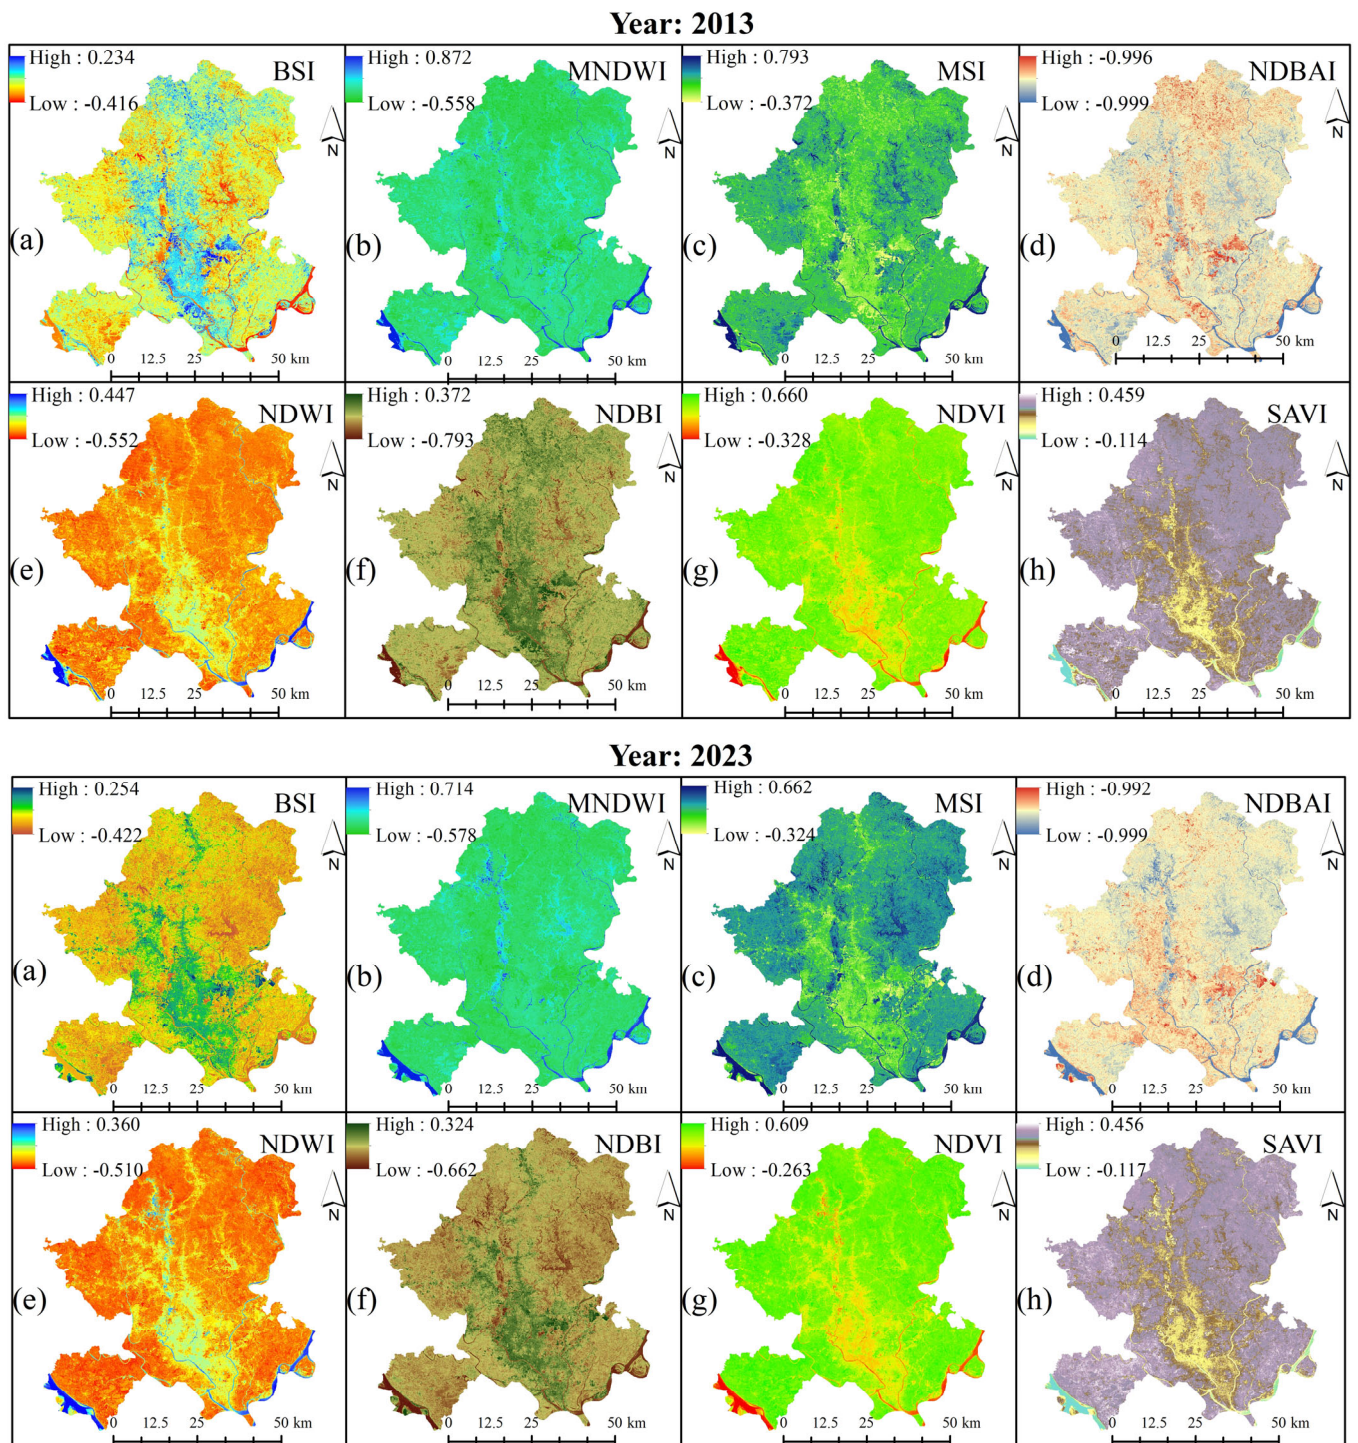 Year: 2013
High : 0.234
BSI
Low : -0.416
N
(a)
0 12.5 25 50 km
High : 0.872
MNDWI
Low : -0.558
N
(b)
0 12.5 25 50 km
High : 0.793
MSI
Low : -0.372
N
(c)
0 12.5 25 50 km
High : -0.996
NDBAI
Low : -0.999
N
(d)
0 12.5 25 50 km
High : 0.447
NDWI
Low : -0.552
N
(e)
0 12.5 25 50 km
High : 0.372
NDBI
Low : -0.793
N
(f)
0 12.5 25 50 km
High : 0.660
NDVI
Low : -0.328
N
(g)
0 12.5 25 50 km
High : 0.459
SAVI
Low : -0.114
N
(h)
0 12.5 25 50 km
Year: 2023
High : 0.254
BSI
Low : -0.422
N
(a)
0 12.5 25 50 km
High : 0.714
MNDWI
Low : -0.578
N
(b)
0 12.5 25 50 km
High : 0.662
MSI
Low : -0.324
N
(c)
0 12.5 25 50 km
High : -0.992
NDBAI
Low : -0.999
N
(d)
0 12.5 25 50 km
High : 0.360
NDWI
Low : -0.510
N
(e)
0 12.5 25 50 km
High : 0.324
NDBI
Low : -0.662
N
(f)
0 12.5 25 50 km
High : 0.609
NDVI
Low : -0.263
N
(g)
0 12.5 25 50 km
High : 0.456
SAVI
Low : -0.117
N
(h)
0 12.5 25 50 km